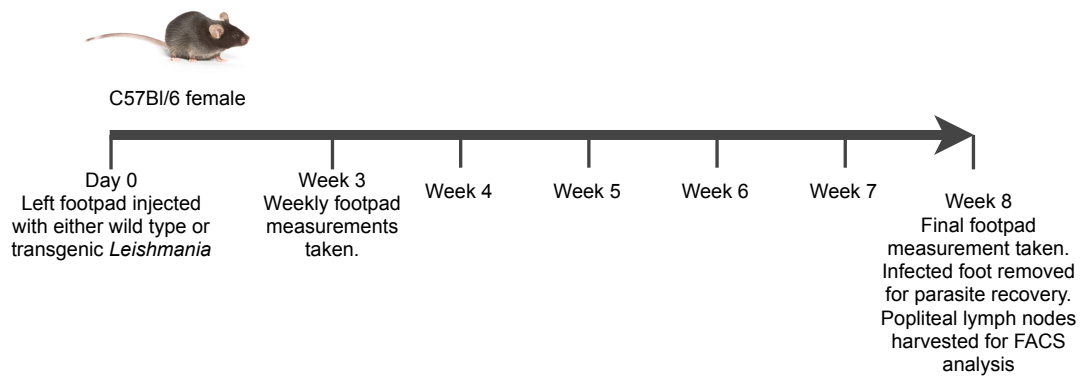 C57Bl/6 female
Day 0
Left footpad injected
with either wild type or
transgenic Leishmania
Week 3
Weekly footpad
measurements
taken.
Week 4
Week 5
Week 6
Week 7
Week 8
Final footpad
measurement taken.
Infected foot removed
for parasite recovery.
Popliteal lymph nodes
harvested for FACS
analysis